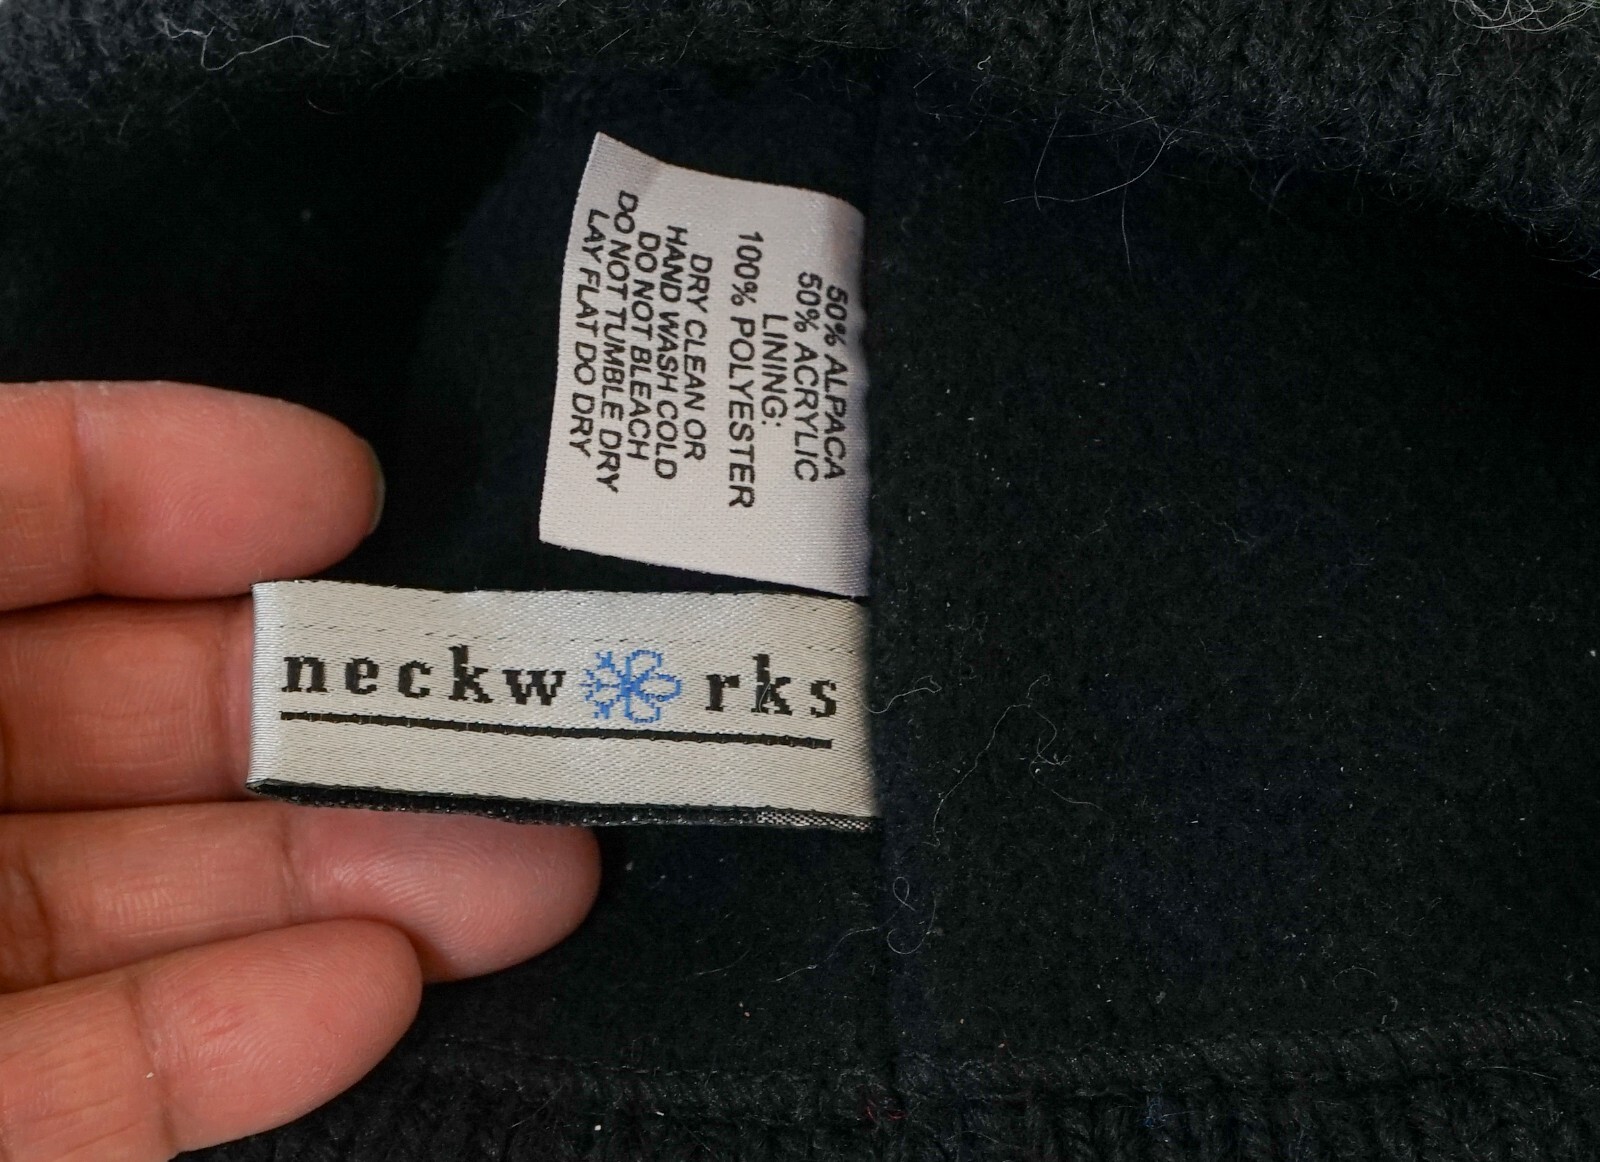 50% ALPACA
50% ACRYLIC
LINING:
100% POLYESTER
DRY CLEAN OR
HAND WASH COLD
DO NOT BLEACH
DO NOT TUMBLE DRY
LAY FLAT DO DRY
neckw rks